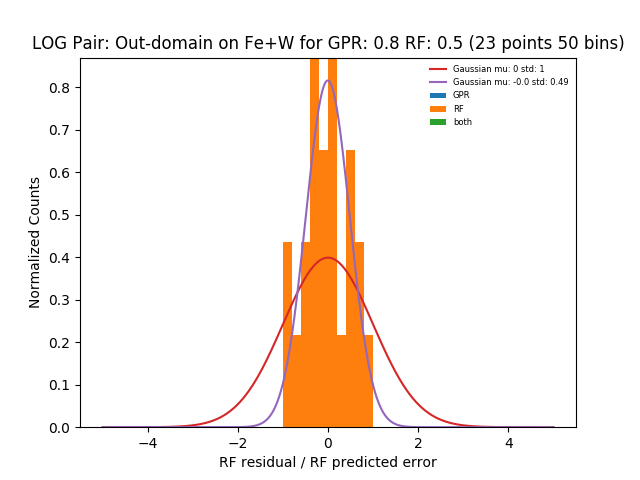 LOG Pair: Out-domain on Fe+W for GPR: 0.8 RF: 0.5 (23 points 50 bins)
Gaussian mu: 0 std: 1
Gaussian mu: -0.0 std: 0.49
GPR
RF
both
Normalized Counts
0.8
0.7
0.6
0.5
0.4
0.3
0.2
0.1
0.0
−4
−2
0
2
4
RF residual / RF predicted error